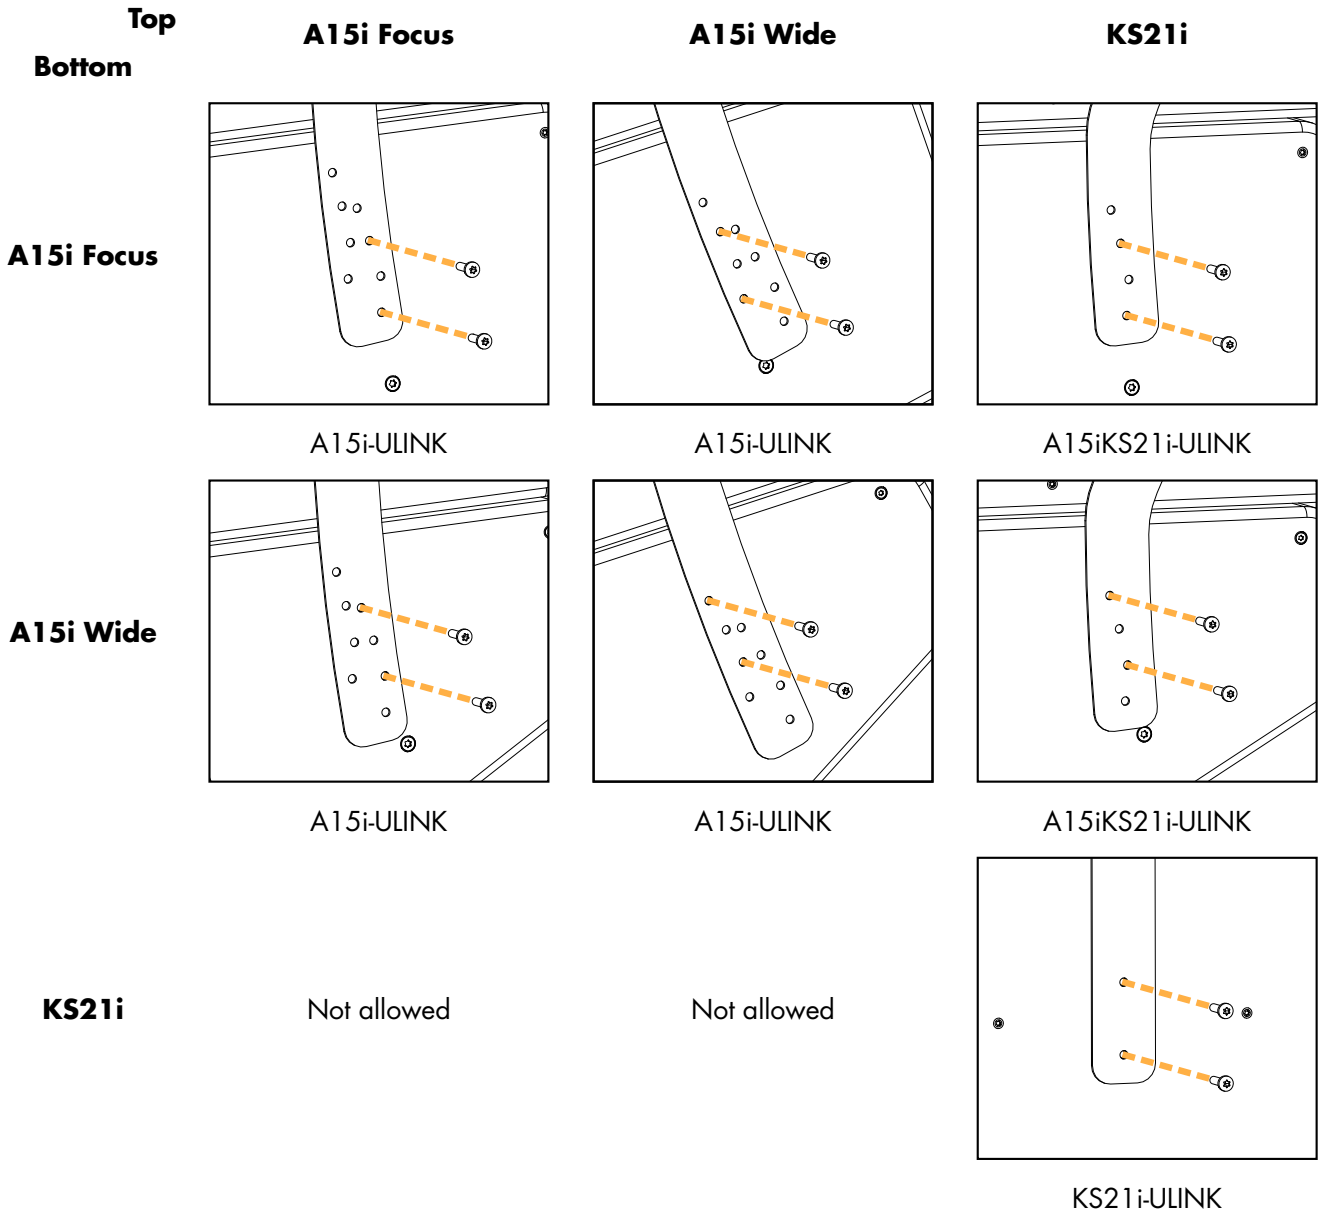 Top
Bottom
A15i Focus
A15i Wide
KS21i
A15i Focus
A15i-ULINK
A15i-ULINK
A15iKS21i-ULINK
A15i Wide
A15i-ULINK
A15i-ULINK
A15iKS21i-ULINK
KS21i
Not allowed
Not allowed
KS21i-ULINK